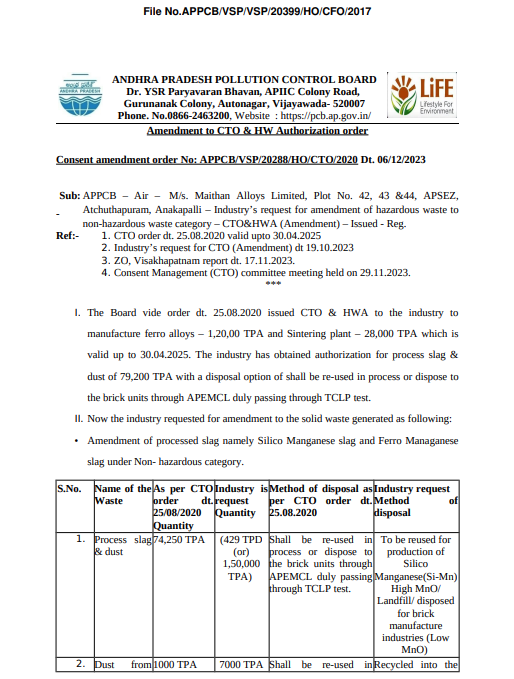 File No.APPCB/VSP/VSP/20399/HO/CFO/2017
ANDHRA PRADESH POLLUTION CONTROL BOARD
Dr. YSR Paryavaran Bhavan, APIIC Colony Road,
Gurunanak Colony, Autonagar, Vijayawada- 520007
Phone. No.0866-2463200, Website : https://pcb.ap.gov.in/
ANDHRA PRADESH
LiFE
Lifestyle For
Environment
Amendment to CTO & HW Authorization order
Consent amendment order No: APPCB/VSP/20288/HO/CTO/2020 Dt. 06/12/2023
Sub: APPCB – Air – M/s. Maithan Alloys Limited, Plot No. 42, 43 &44, APSEZ,
Atchuthapuram, Anakapalli – Industry's request for amendment of hazardous waste to
- non-hazardous waste category – CTO&HWA (Amendment) – Issued - Reg.
Ref:- 1. CTO order dt. 25.08.2020 valid upto 30.04.2025
2. Industry's request for CTO (Amendment) dt 19.10.2023
3. ZO, Visakhapatnam report dt. 17.11.2023.
4. Consent Management (CTO) committee meeting held on 29.11.2023.
***
I. The Board vide order dt. 25.08.2020 issued CTO & HWA to the industry to
manufacture ferro alloys – 1,20,00 TPA and Sintering plant – 28,000 TPA which is
valid up to 30.04.2025. The industry has obtained authorization for process slag &
dust of 79,200 TPA with a disposal option of shall be re-used in process or dispose to
the brick units through APEMCL duly passing through TCLP test.
II. Now the industry requested for amendment to the solid waste generated as following:
• Amendment of processed slag namely Silico Manganese slag and Ferro Managanese
slag under Non- hazardous category.
S.No. Name of the Waste As per CTO order dt. 25/08/2020 Quantity Industry is request Quantity Method of disposal as per CTO order dt. 25.08.2020. Industry request Method of disposal
1. Process slag & dust 74,250 TPA (429 TPD (or) 1,50,000 TPA) Shall be re-used in process or dispose to the brick units through APEMCL duly passing through TCLP test. To be reused for production of Silico Manganese(Si-Mn) High MnO/ Landfill/ disposed for brick manufacture industries (Low MnO)
2. Dust from 1000 TPA 7000 TPA Shall be re-used in Recycled into the